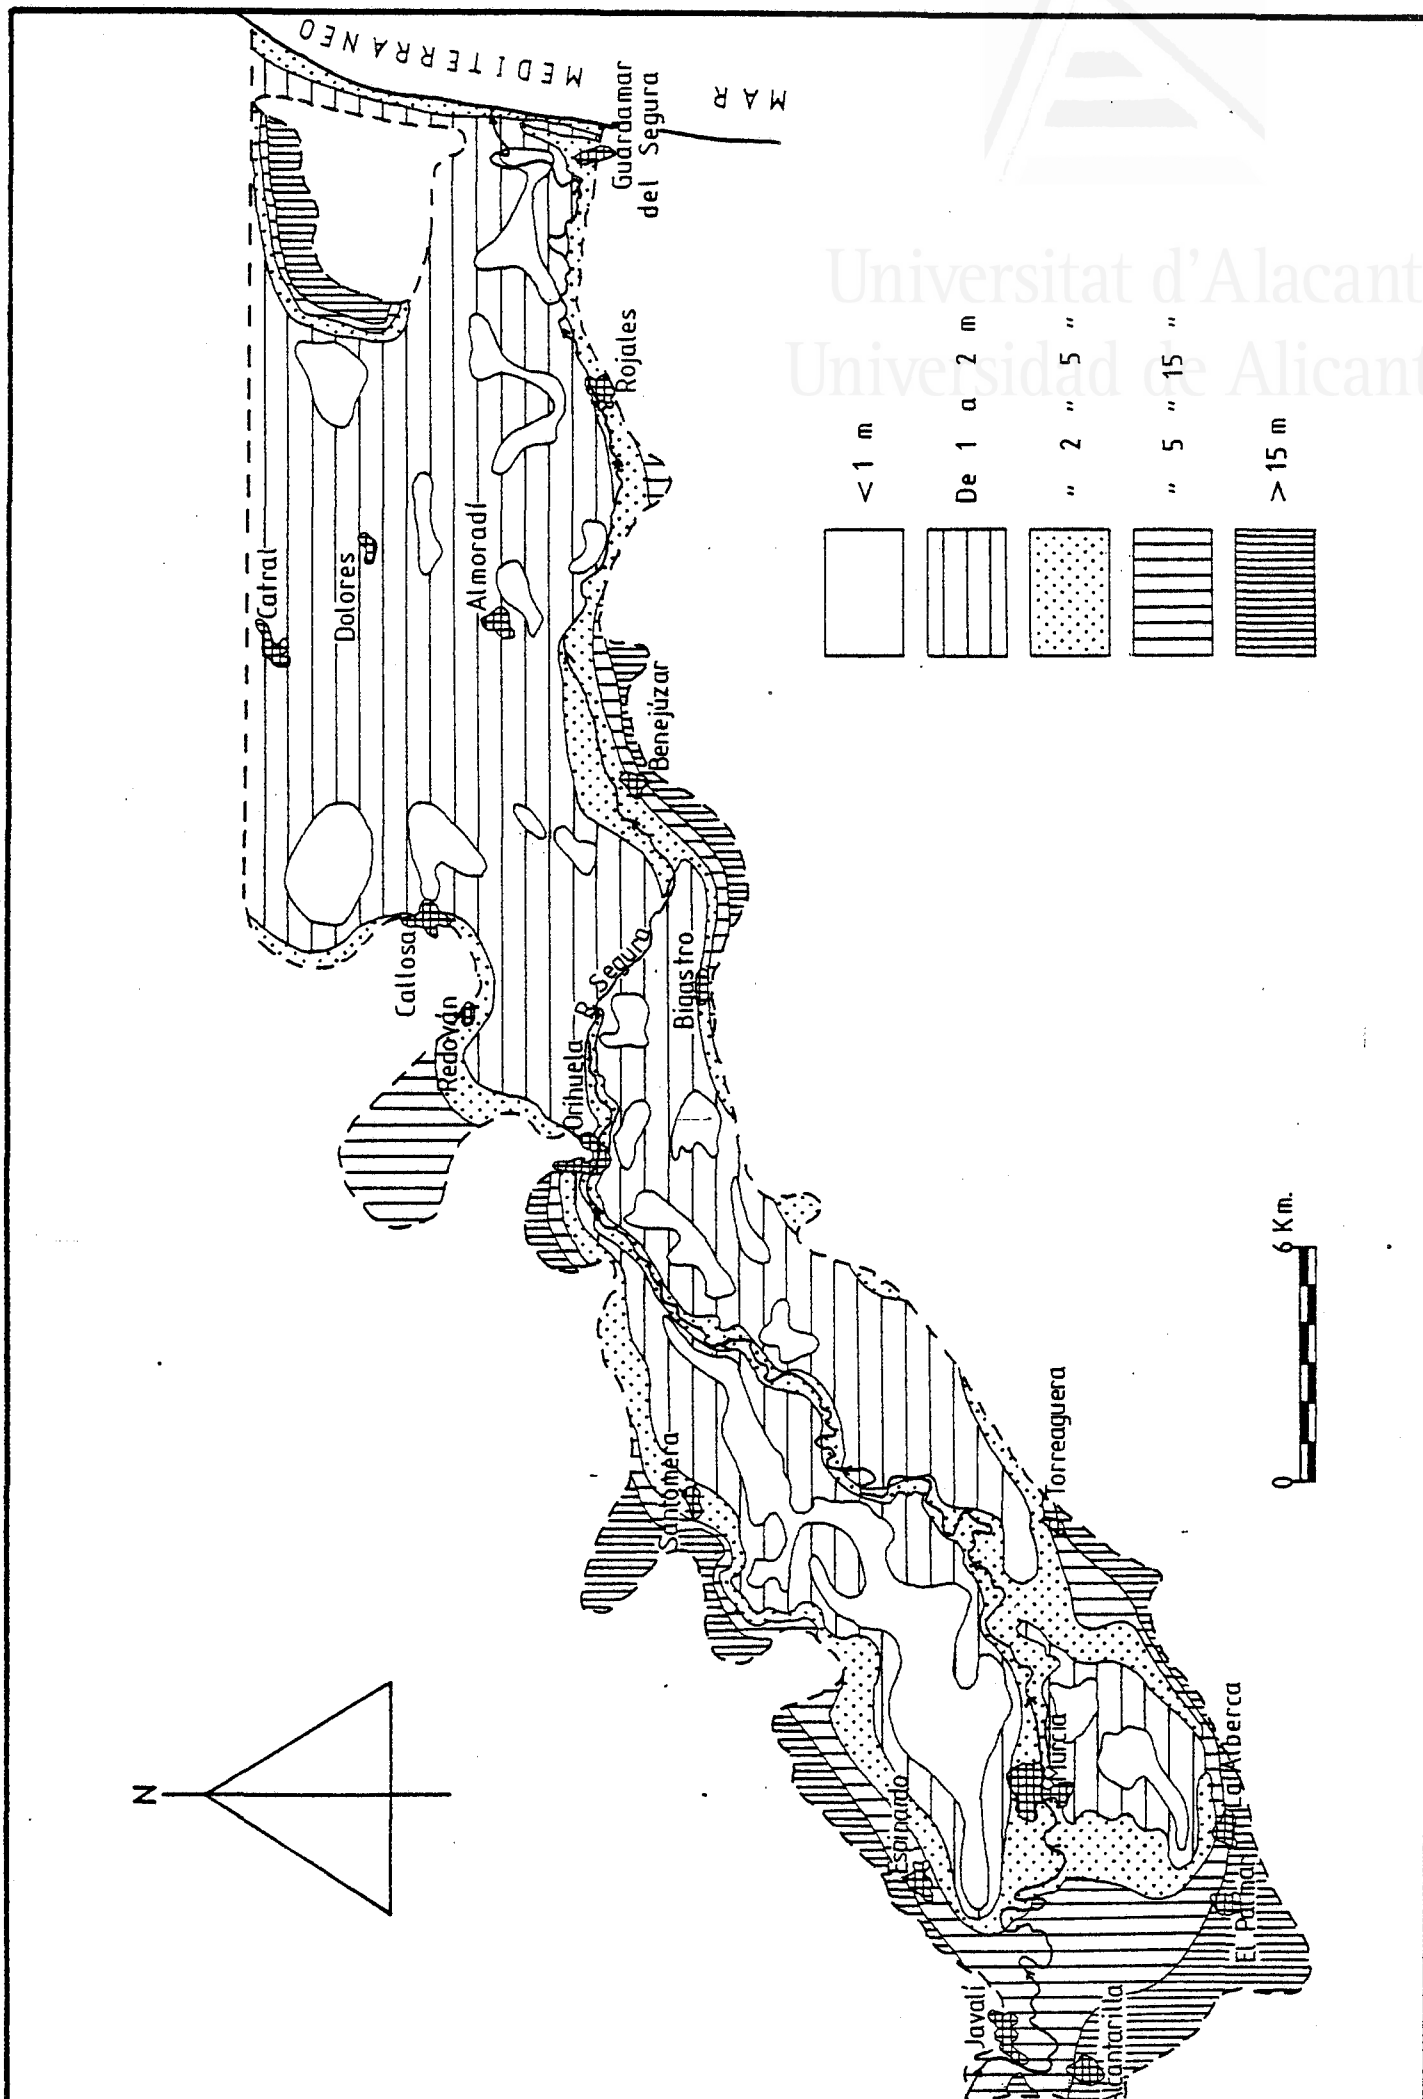 MAR
MEDITERRANEO
Guardamar
del Segura
Rojales
Catral
Dolores
Almoradí
Benejúzar
Callosa
Redován
Orihuela
R. Segura
Bigastro
Santomera
Torreaguera
Espinardo
Murcia
La Alberca
EL Palmar
Javalí
Alcantarilla
N
<1 m
De 1 a 2 m
" 2 " 5 "
" 5 " 15 "
>15 m
0 6 Km.
Universitat d'Alacant
Universidad de Alicant